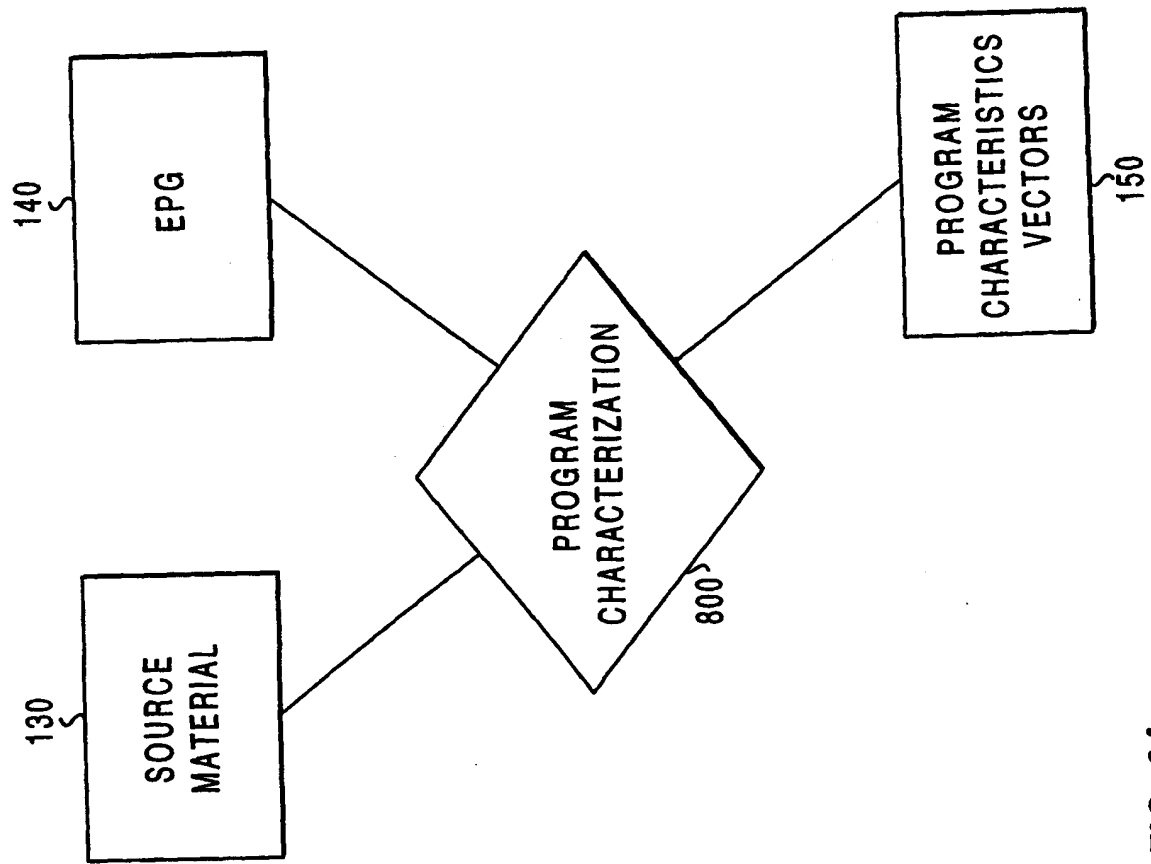 130
SOURCE
MATERIAL
140
EPG
PROGRAM
CHARACTERIZATION
800
PROGRAM
CHARACTERISTICS
VECTORS
150